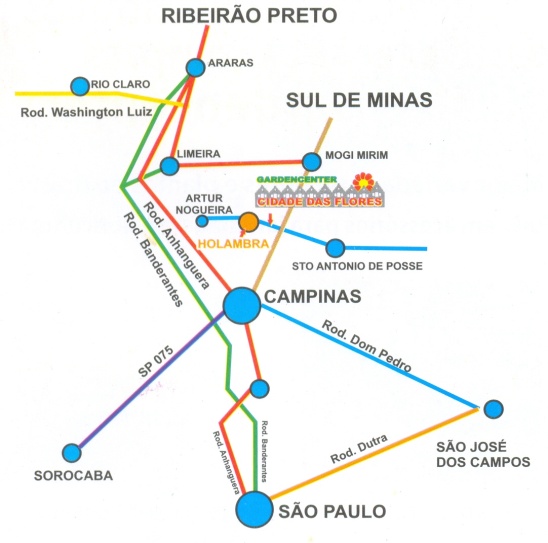 RIBEIRÃO PRETO
ARARAS
RIO CLARO
Rod. Washington Luiz
SUL DE MINAS
LIMEIRA
MOGI MIRIM
GARDENCENTER
CIDADE DAS FLORES
ARTUR
NOGUEIRA
HOLAMBRA
STO ANTONIO DE POSSE
Rod. Anhanguera
Rod. Banderantes
CAMPINAS
Rod. Dom Pedro
SP 075
Rod. Anhanguera
Rod. Banderantes
Rod. Dutra
SÃO JOSÉ
DOS CAMPOS
SOROCABA
SÃO PAULO